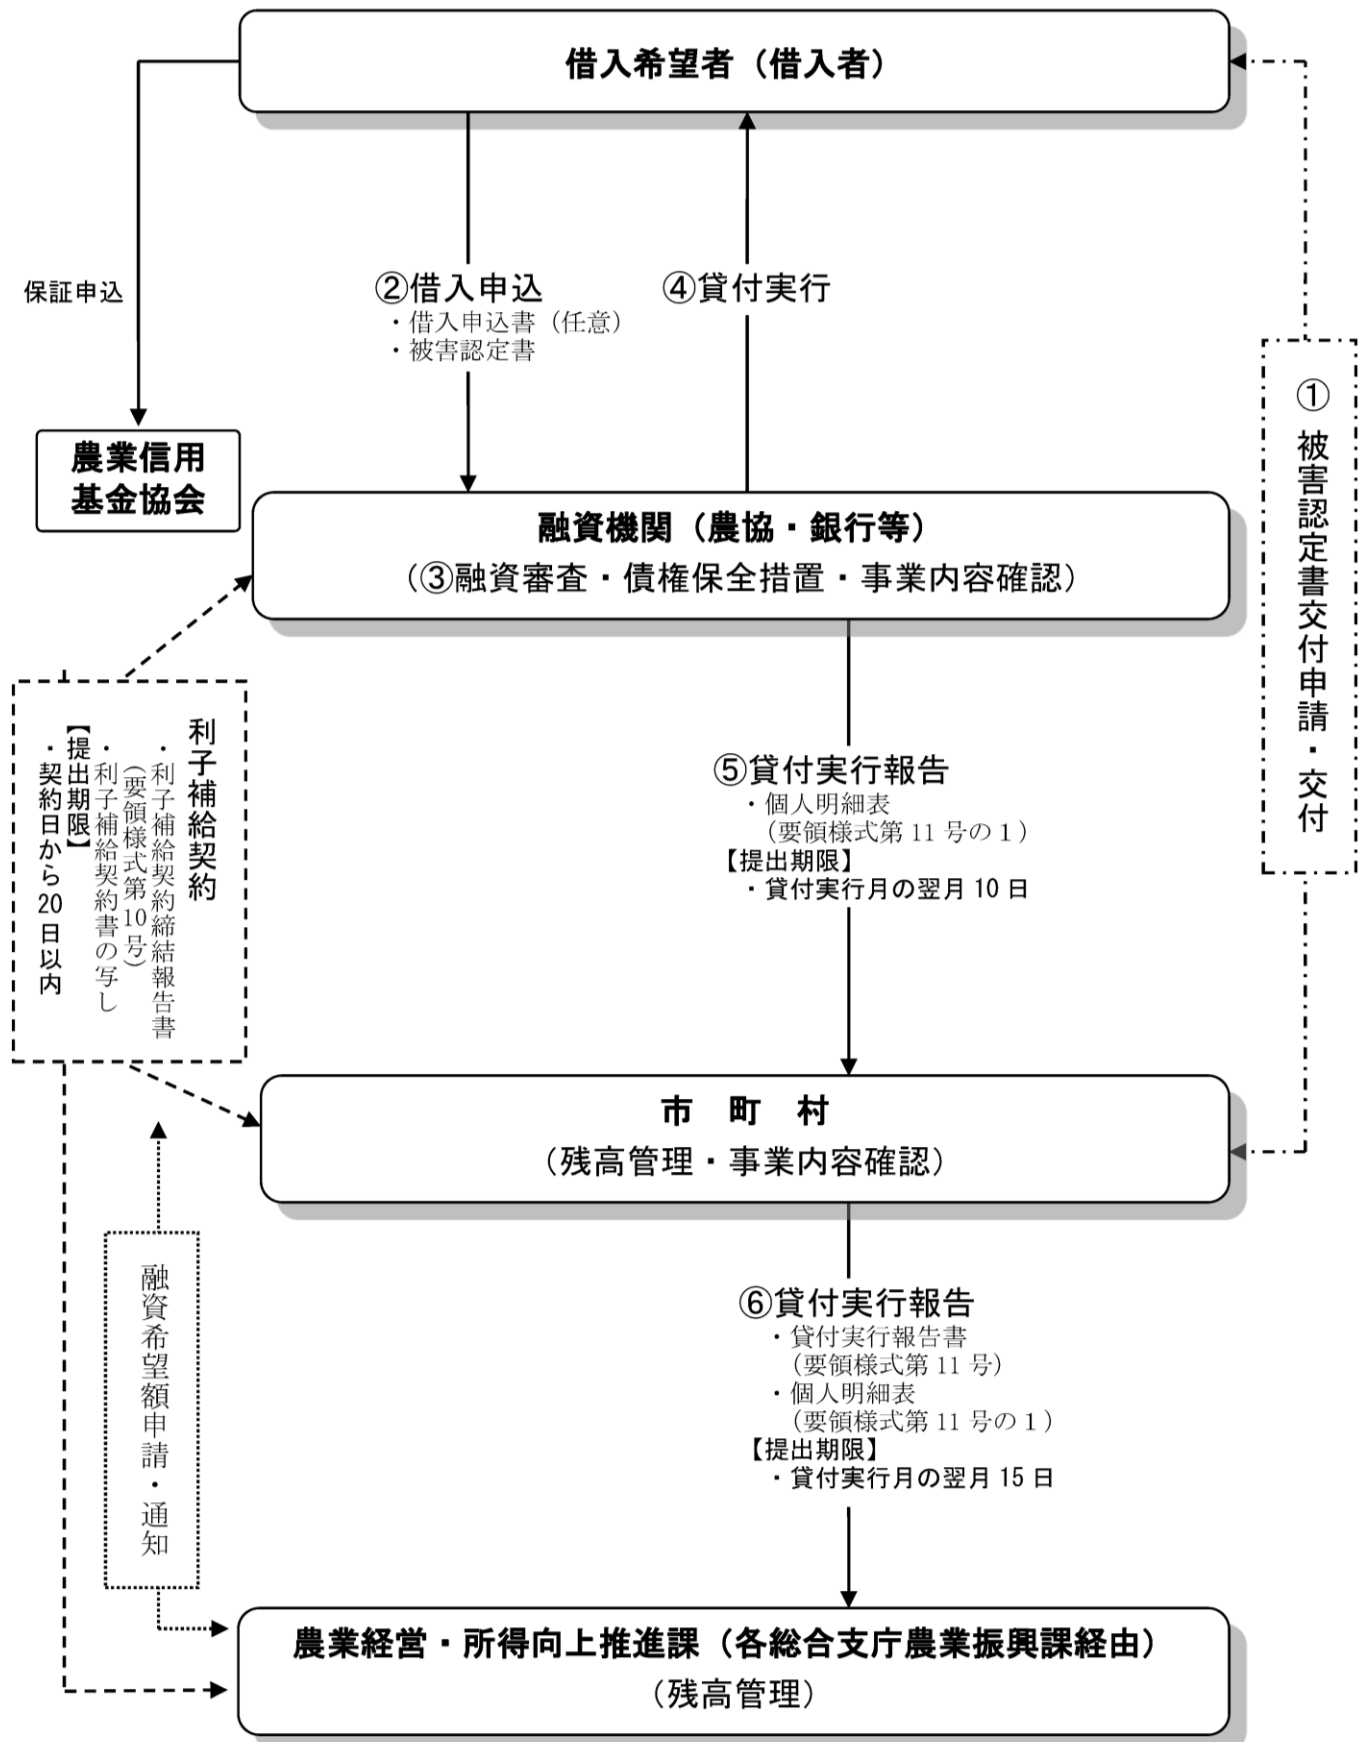 借入希望者（借入者）
保証申込
②借入申込
・借入申込書（任意）
・被害認定書
④貸付実行
① 被害認定書交付申請・交付
農業信用
基金協会
融資機関（農協・銀行等）
（③融資審査・債権保全措置・事業内容確認）
利子補給契約
・利子補給契約締結報告書
（要領様式第10号）
・利子補給契約書の写し
【提出期限】
・契約日から20日以内
⑤貸付実行報告
・個人明細表
（要領様式第 11 号の１）
【提出期限】
・貸付実行月の翌月 10 日
市　町　村
（残高管理・事業内容確認）
融資希望額申請・通知
⑥貸付実行報告
・貸付実行報告書
（要領様式第 11 号）
・個人明細表
（要領様式第 11 号の１）
【提出期限】
・貸付実行月の翌月 15 日
農業経営・所得向上推進課（各総合支庁農業振興課経由）
（残高管理）